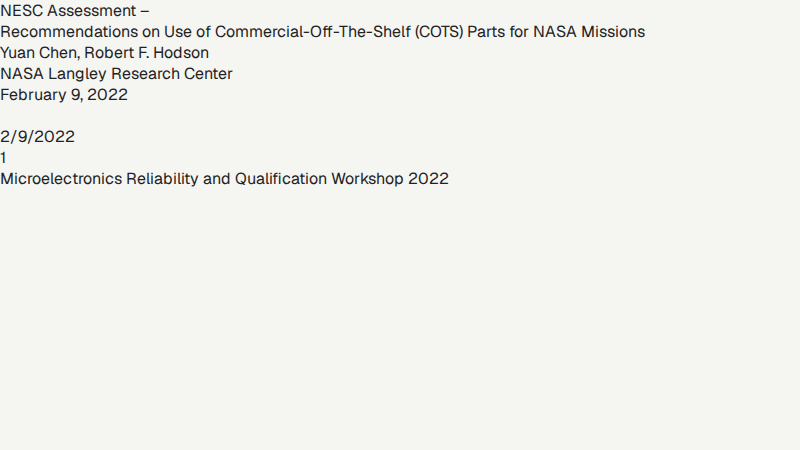 NESC Assessment –
Recommendations on Use of Commercial-Off-The-Shelf (COTS) Parts for NASA Missions
Yuan Chen, Robert F. Hodson
NASA Langley Research Center
February 9, 2022
2/9/2022
1
Microelectronics Reliability and Qualification Workshop 2022